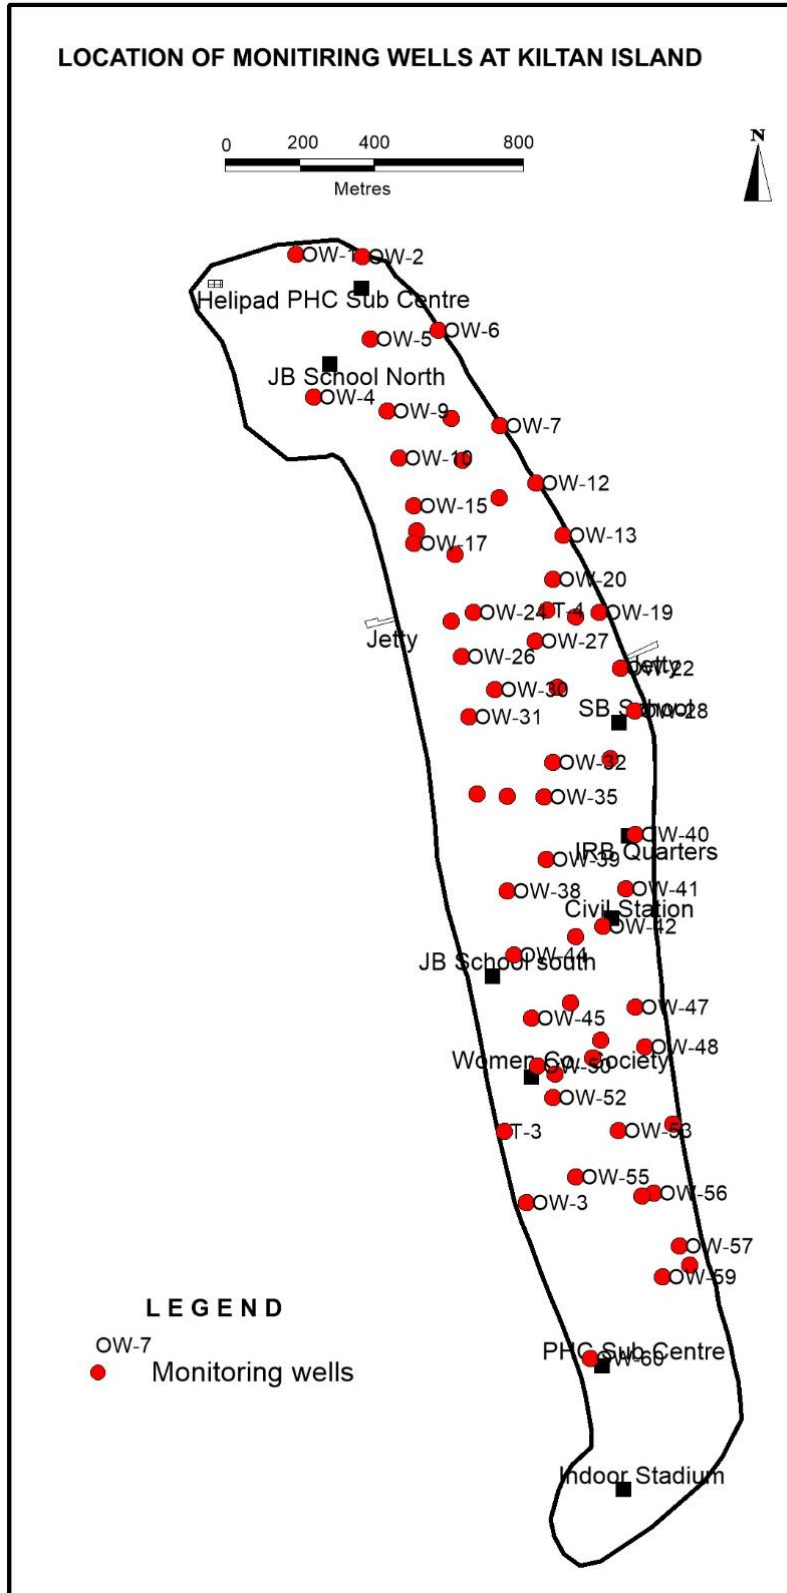 LOCATION OF MONITIRING WELLS AT KILTAN ISLAND
0 200 400 800
Metres
N
OW-1
OW-2
Helipad
PHC Sub Centre
OW-6
OW-5
JB School North
OW-4
OW-9
OW-7
OW-10
OW-12
OW-15
OW-13
OW-17
OW-20
OW-24
T-4
OW-19
Jetty
OW-27
OW-26
Jetty
OW-22
OW-30
SB School
OW-28
OW-31
OW-32
OW-35
OW-40
IRB Quarters
OW-39
OW-38
OW-41
Civil Station
OW-42
OW-44
JB School south
OW-47
OW-45
OW-48
Women Co. Society
OW-50
OW-52
T-3
OW-53
OW-55
OW-56
OW-3
OW-57
OW-59
LEGEND
OW-7
Monitoring wells
PHC Sub Centre
OW-60
Indoor Stadium